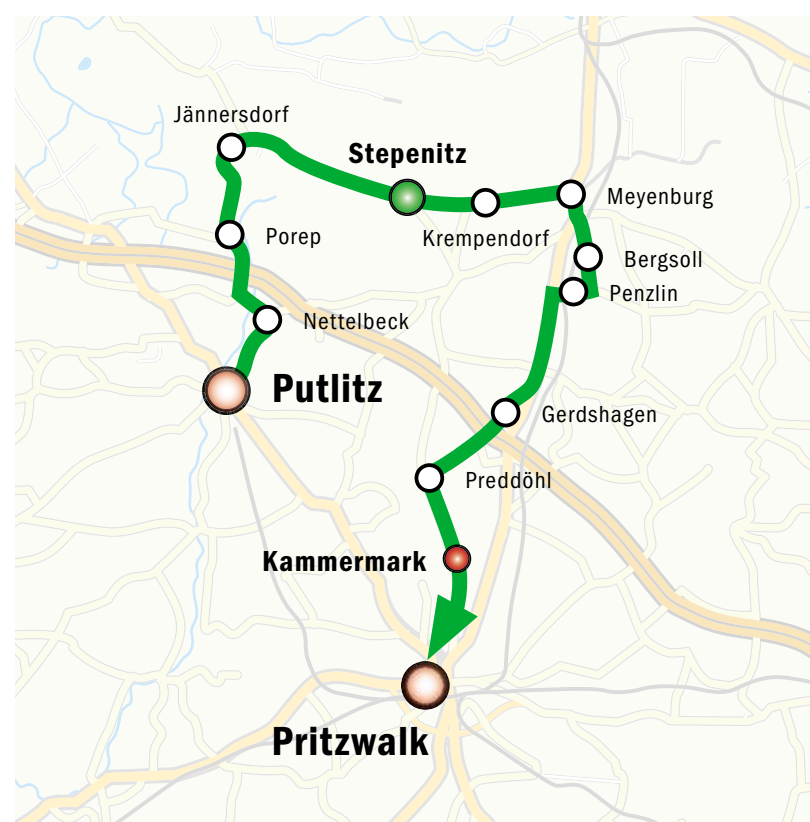 Jännersdorf
Stepenitz
Meyenburg
Krempendorf
Porep
Bergsoll
Penzlin
Nettelbeck
Putlitz
Gerdshagen
Preddöhl
Kammermark
Pritzwalk